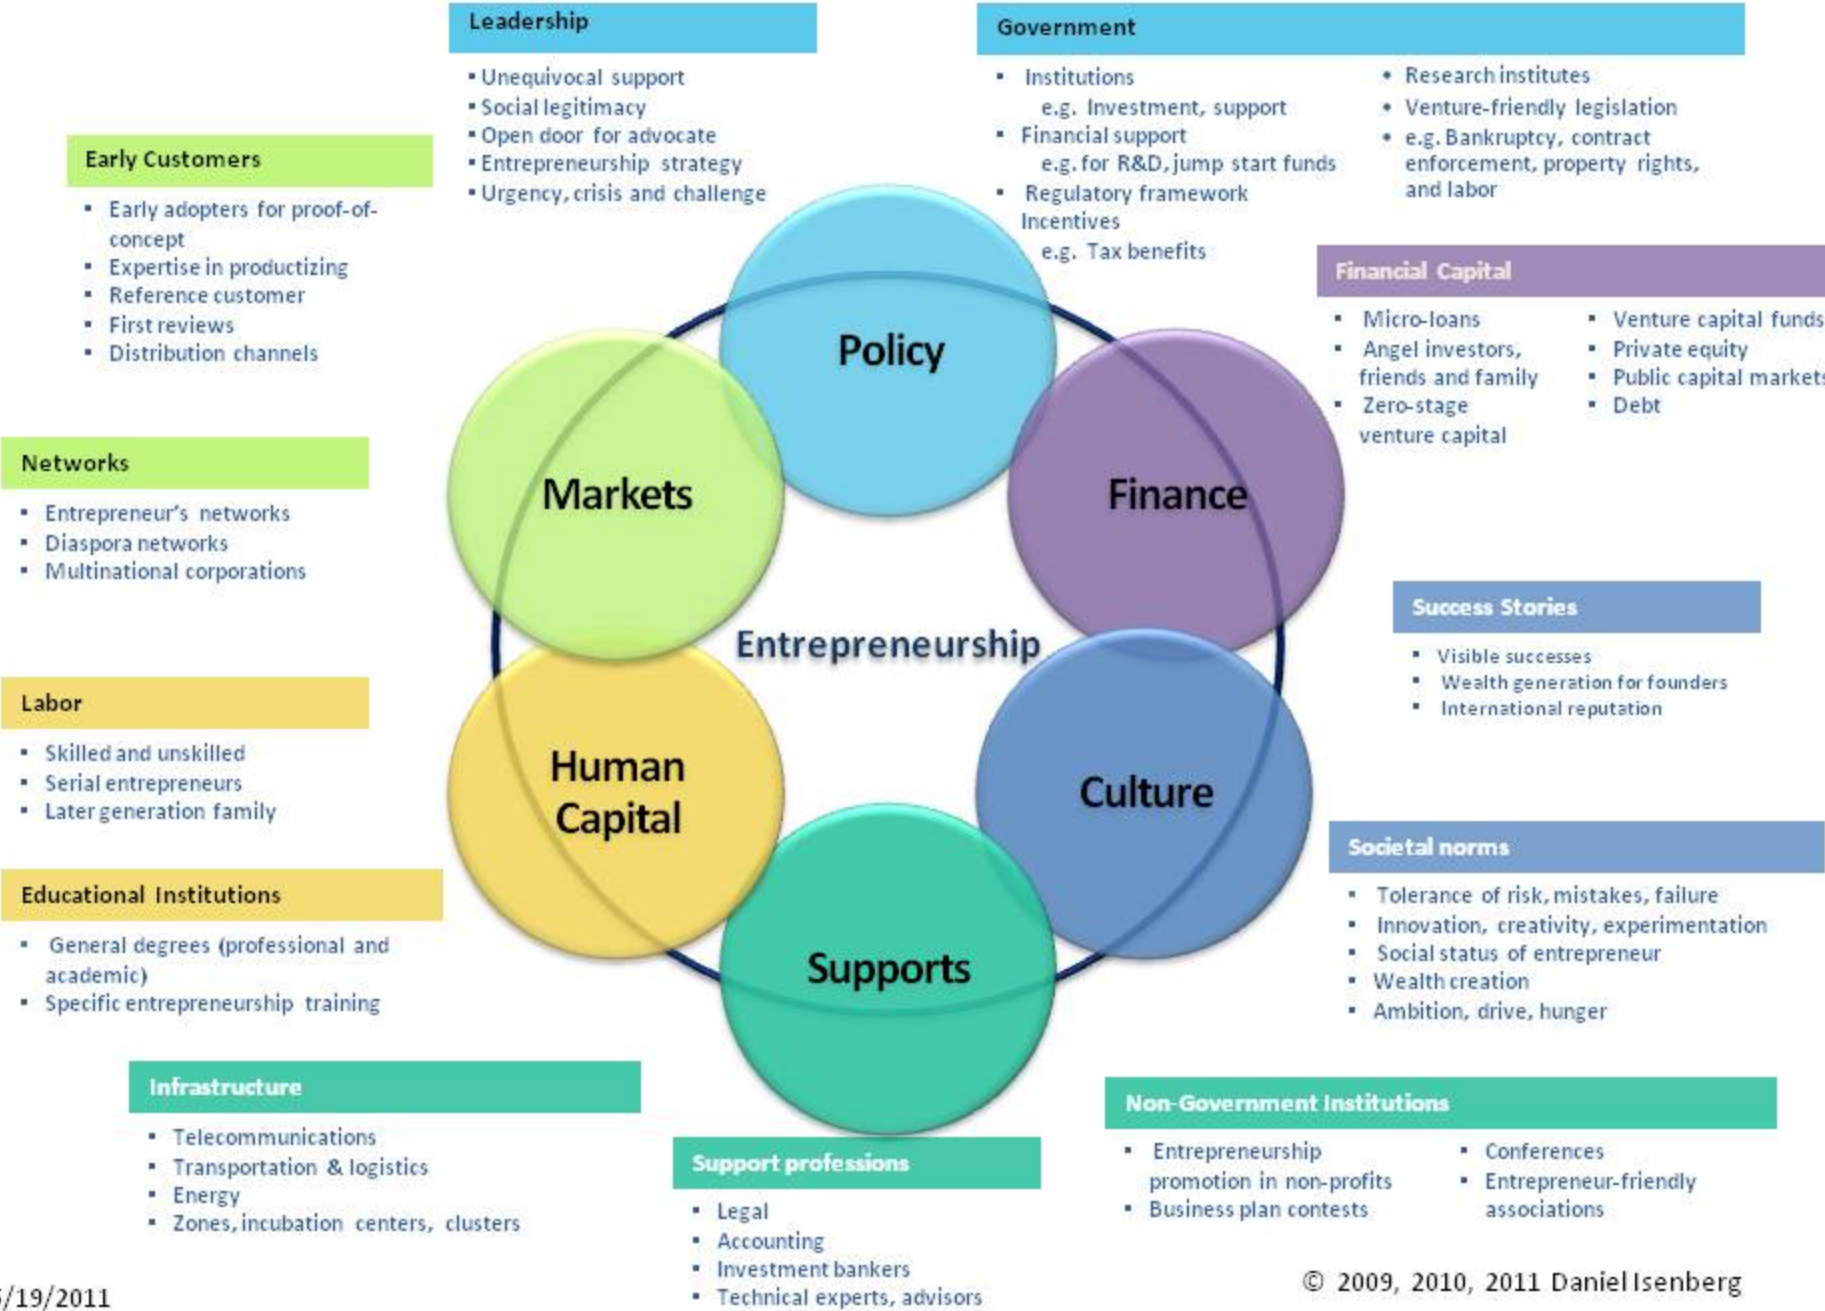 Leadership
▪ Unequivocal support
▪ Social legitimacy
▪ Open door for advocate
▪ Entrepreneurship strategy
▪ Urgency, crisis and challenge
Government
▪ Institutions
e.g. Investment, support
▪ Financial support
e.g. for R&D, jump start funds
▪ Regulatory framework
Incentives
e.g. Tax benefits
• Research institutes
• Venture-friendly legislation
• e.g. Bankruptcy, contract
enforcement, property rights,
and labor
Early Customers
▪ Early adopters for proof-of-
concept
▪ Expertise in productizing
▪ Reference customer
▪ First reviews
▪ Distribution channels
Financial Capital
▪ Micro-loans
▪ Angel investors,
friends and family
▪ Zero-stage
venture capital
▪ Venture capital funds
▪ Private equity
▪ Public capital markets
▪ Debt
Networks
▪ Entrepreneur's networks
▪ Diaspora networks
▪ Multinational corporations
Policy
Markets
Finance
Entrepreneurship
Human
Capital
Culture
Supports
Success Stories
▪ Visible successes
▪ Wealth generation for founders
▪ International reputation
Labor
▪ Skilled and unskilled
▪ Serial entrepreneurs
▪ Later generation family
Societal norms
▪ Tolerance of risk, mistakes, failure
▪ Innovation, creativity, experimentation
▪ Social status of entrepreneur
▪ Wealth creation
▪ Ambition, drive, hunger
Educational Institutions
▪ General degrees (professional and
academic)
▪ Specific entrepreneurship training
Infrastructure
▪ Telecommunications
▪ Transportation & logistics
▪ Energy
▪ Zones, incubation centers, clusters
Support professions
▪ Legal
▪ Accounting
▪ Investment bankers
▪ Technical experts, advisors
Non-Government Institutions
▪ Entrepreneurship
promotion in non-profits
▪ Business plan contests
▪ Conferences
▪ Entrepreneur-friendly
associations
/19/2011
© 2009, 2010, 2011 Daniel Isenberg